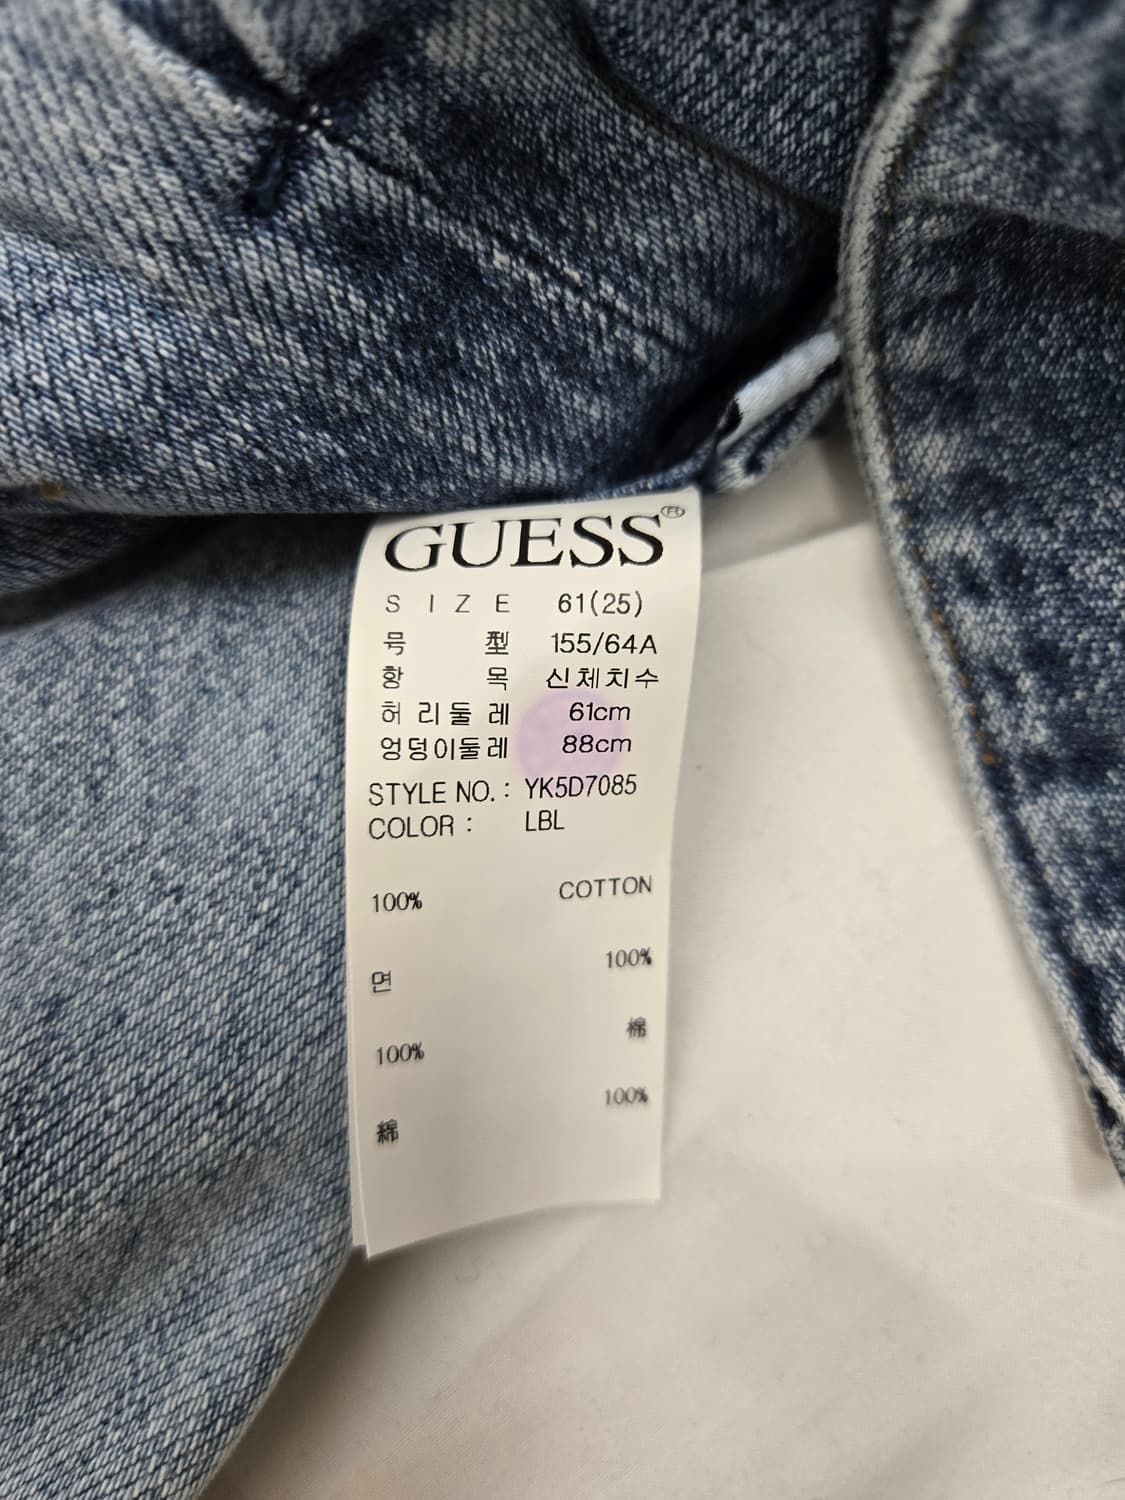 GUESS®
SIZE 61(25)
号型 155/64A
항목 신체치수
허리둘레 61cm
엉덩이둘레 88cm
STYLE NO. : YK5D7085
COLOR : LBL
100% COTTON
면 100%
100% 棉
綿 100%